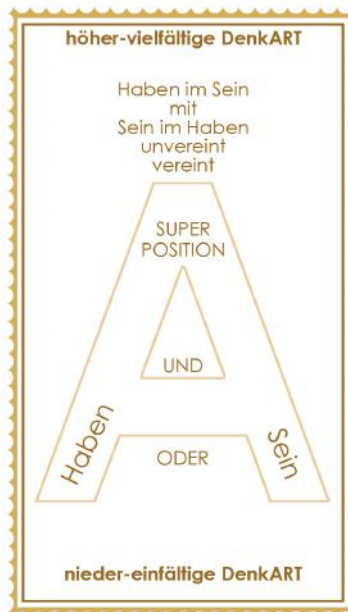 höher-vielfältige DenkART
Haben im Sein
mit
Sein im Haben
unvereint
vereint
SUPER
POSITION
UND
Haben
ODER
Sein
nieder-einfältige DenkART